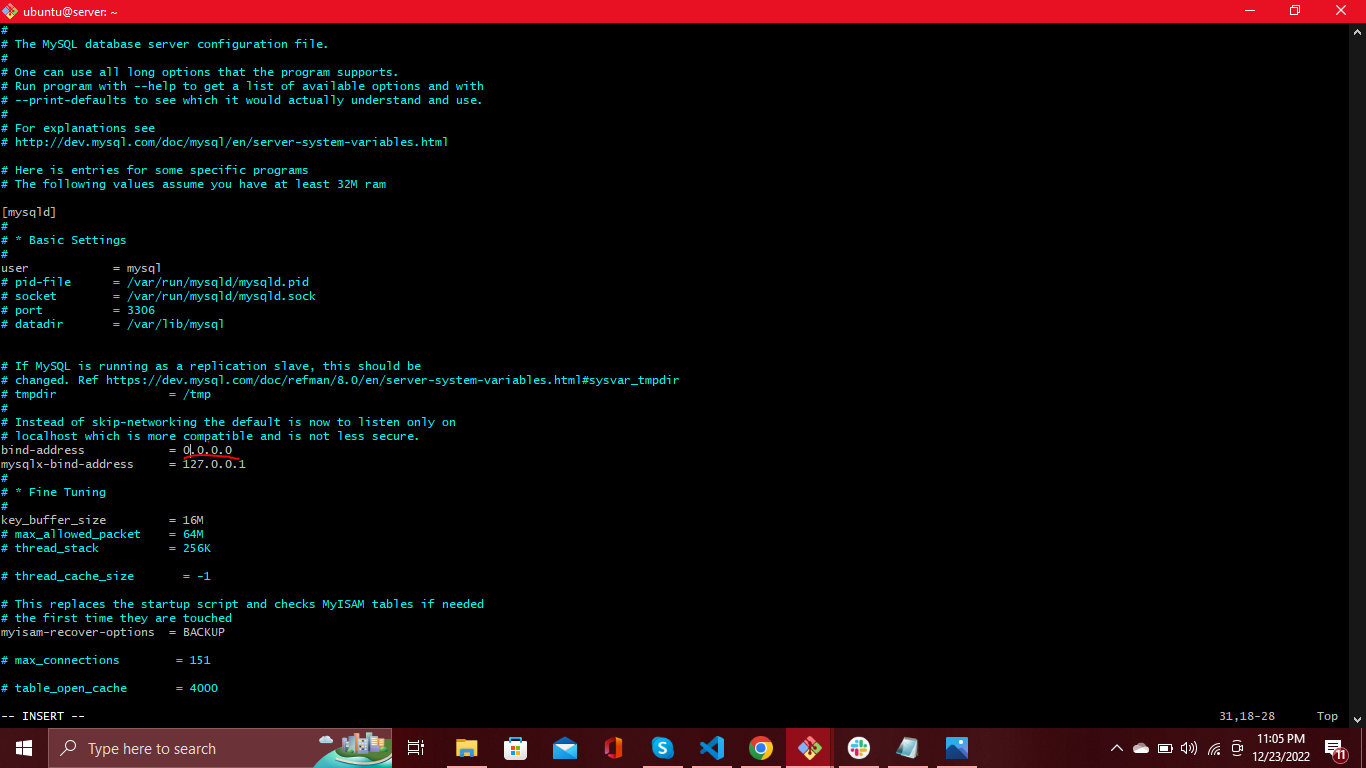 ubuntu@server: ~
#
# The MySQL database server configuration file.
#
# One can use all long options that the program supports.
# Run program with --help to get a list of available options and with
# --print-defaults to see which it would actually understand and use.
#
# For explanations see
# http://dev.mysql.com/doc/mysql/en/server-system-variables.html
# Here is entries for some specific programs
# The following values assume you have at least 32M ram
[mysqld]
#
# * Basic Settings
#
user            = mysql
# pid-file      = /var/run/mysqld/mysqld.pid
# socket        = /var/run/mysqld/mysqld.sock
# port          = 3306
# datadir       = /var/lib/mysql
# If MySQL is running as a replication slave, this should be
# changed. Ref https://dev.mysql.com/doc/refman/8.0/en/server-system-variables.html#sysvar_tmpdir
# tmpdir                = /tmp
#
# Instead of skip-networking the default is now to listen only on
# localhost which is more compatible and is not less secure.
bind-address            = 0.0.0.0
mysqlx-bind-address     = 127.0.0.1
#
# * Fine Tuning
#
key_buffer_size         = 16M
# max_allowed_packet    = 64M
# thread_stack          = 256K
# thread_cache_size       = -1
# This replaces the startup script and checks MyISAM tables if needed
# the first time they are touched
myisam-recover-options  = BACKUP
# max_connections        = 151
# table_open_cache       = 4000
-- INSERT --                    31,18-28      Top
Type here to search
11:05 PM
12/23/2022
11